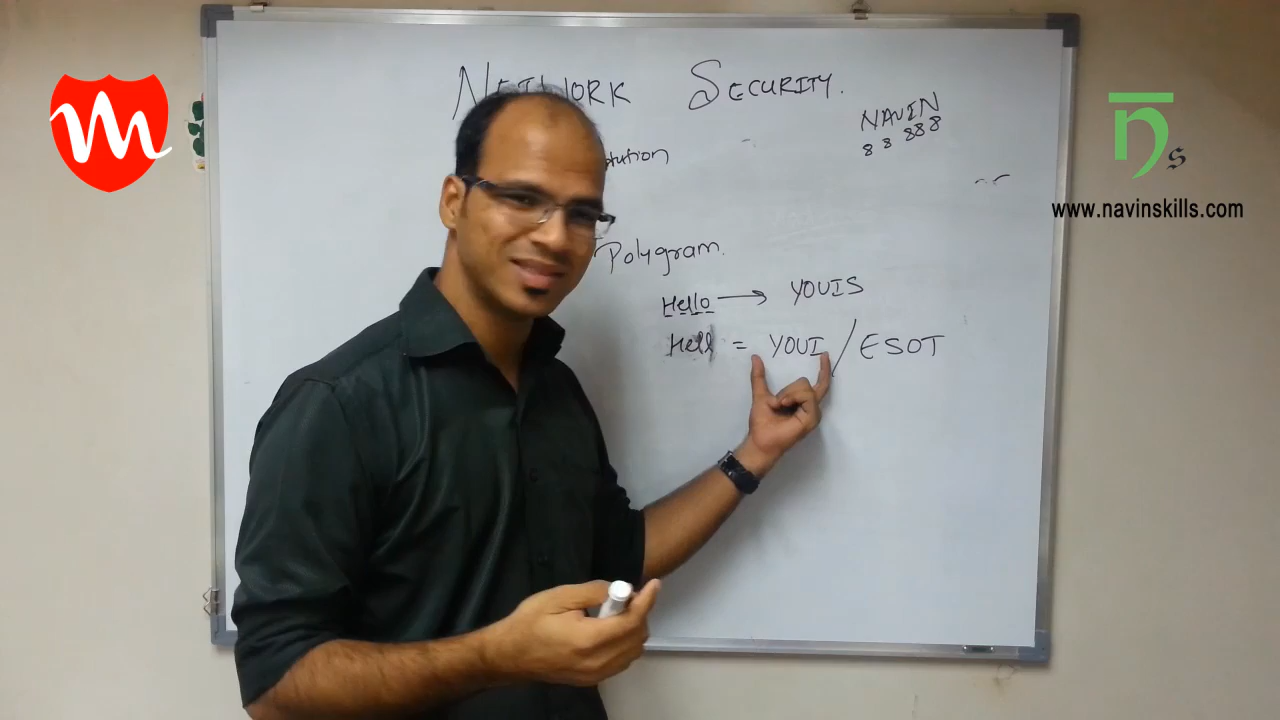 NETWORK SECURITY.
NAVIN
8 8 888
Polygram.
Hello → YOUIS
Hell = YOUI / ESOT
n s
www.navinskills.com